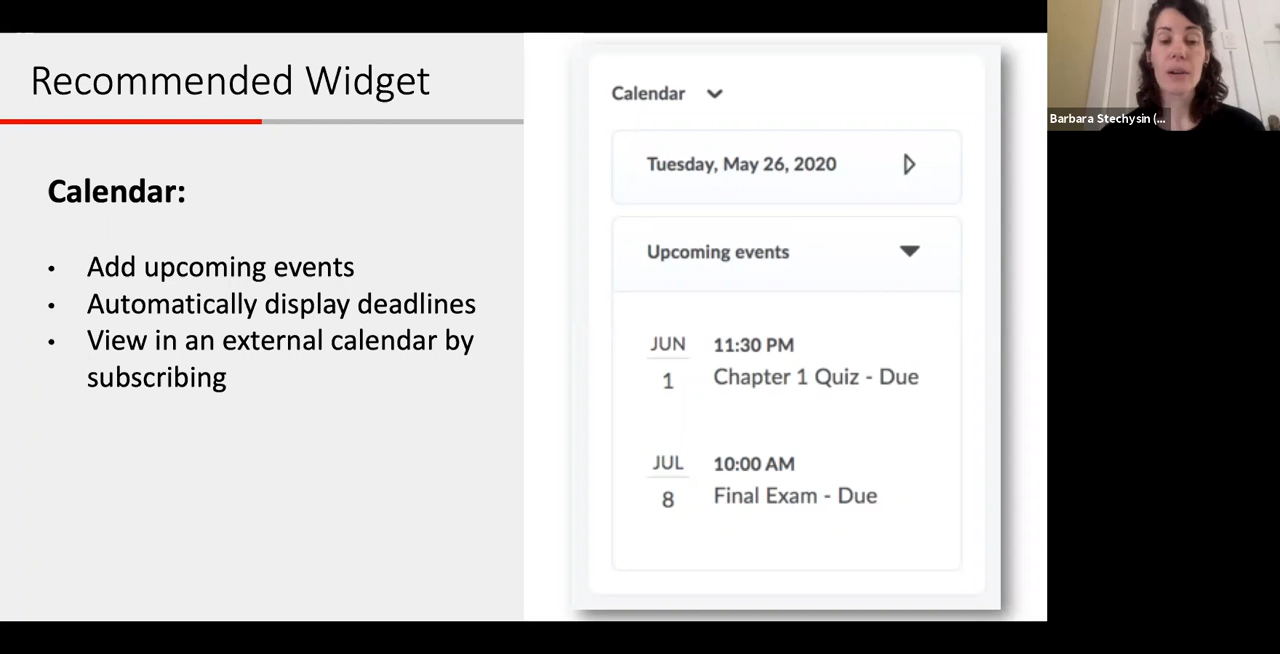 Recommended Widget
Calendar:
• Add upcoming events
• Automatically display deadlines
• View in an external calendar by
subscribing
Calendar
Tuesday, May 26, 2020
Upcoming events
JUN
1
11:30 PM
Chapter 1 Quiz - Due
JUL
8
10:00 AM
Final Exam - Due
Barbara Stechysin (...